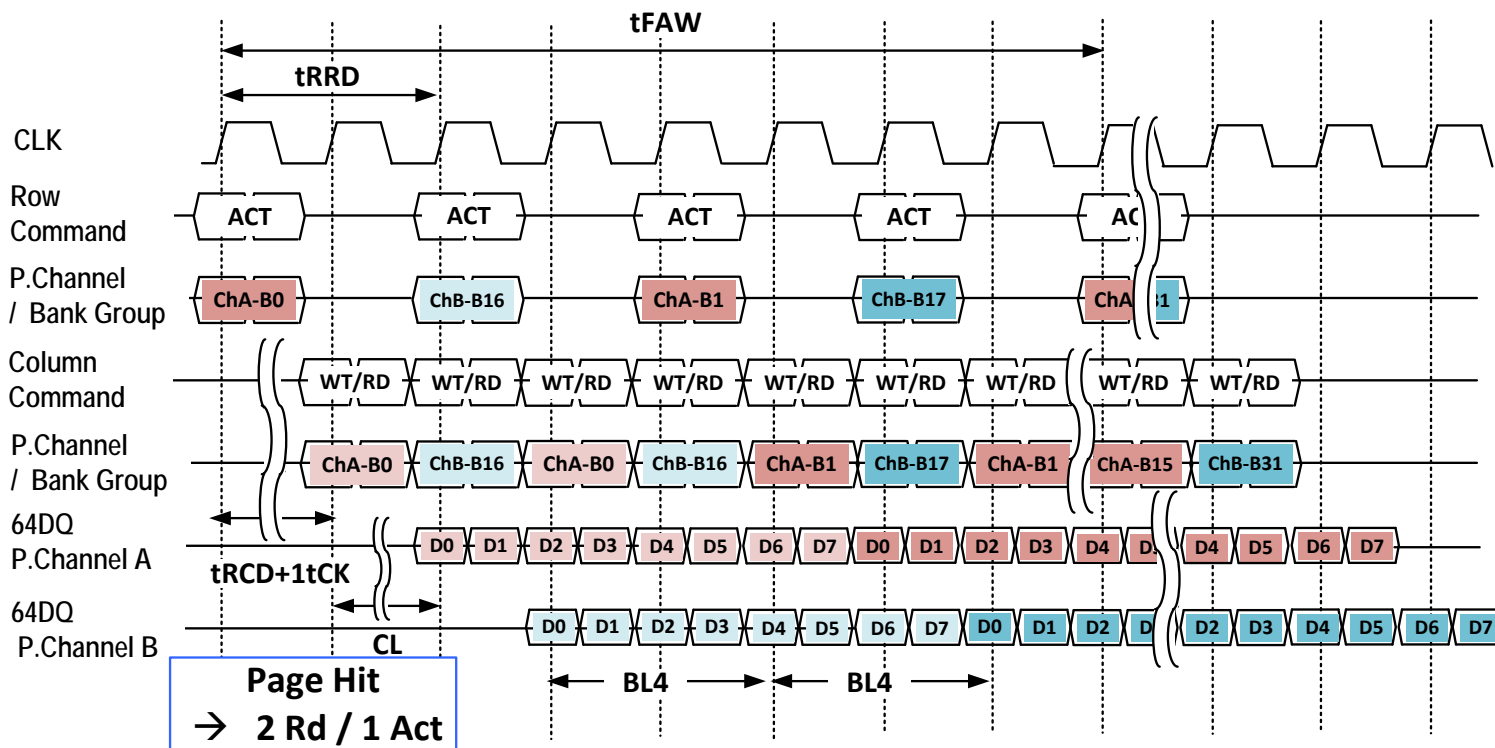 tFAW
tRRD
CLK
Row
Command
ACT ACT ACT ACT
P.Channel
/ Bank Group
ChA-B0 ChB-B16 ChA-B1 ChB-B17
Column
Command
WT/RD WT/RD WT/RD WT/RD WT/RD WT/RD WT/RD WT/RD WT/RD
P.Channel
/ Bank Group
ChA-B0 ChB-B16 ChA-B0 ChB-B16 ChA-B1 ChB-B17 ChA-B1 ChA-B15 ChB-B31
64DQ
P.Channel A
D0 D1 D2 D3 D4 D5 D6 D7 D0 D1 D2 D3 D4 D4 D5 D6 D7
tRCD+1tCK
64DQ
P.Channel B
D0 D1 D2 D3 D4 D5 D6 D7 D0 D1 D2 D2 D3 D4 D5 D6 D7
CL
BL4 BL4
Page Hit
→ 2 Rd / 1 Act